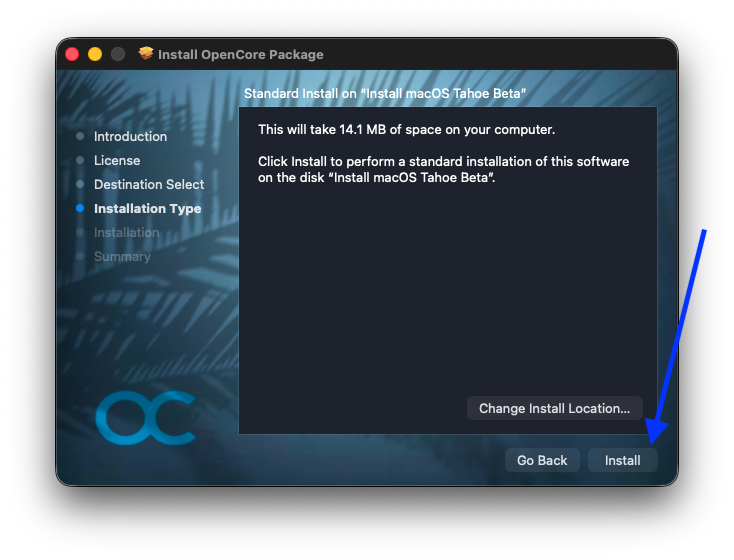 Install OpenCore Package
Standard Install on “Install macOS Tahoe Beta”
Introduction
License
Destination Select
Installation Type
Installation
Summary
This will take 14.1 MB of space on your computer.
Click Install to perform a standard installation of this software
on the disk “Install macOS Tahoe Beta”.
OC
Change Install Location...
Go Back
Install